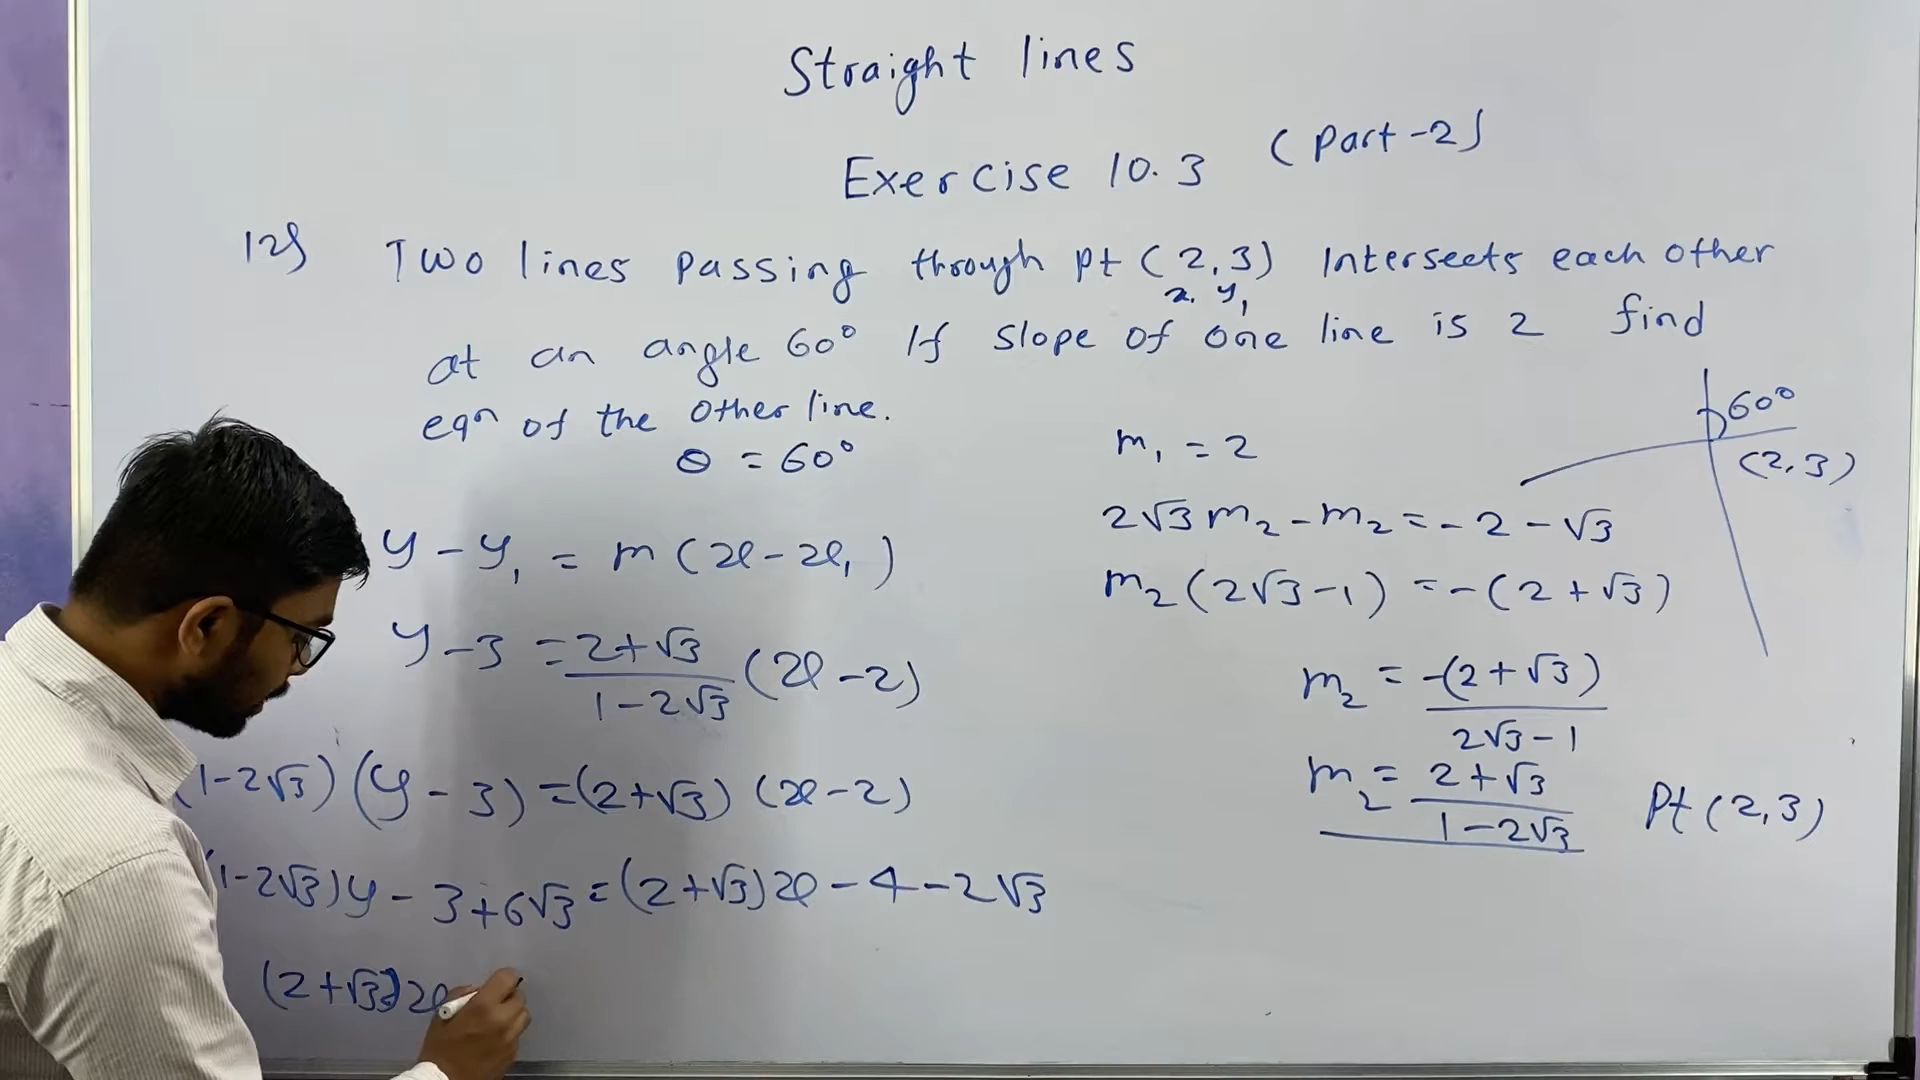 Straight lines
Exercise 10.3 (Part-2)
12) Two lines passing through pt (2,3) Intersects each other
x₁ y₁
at an angle 60° If slope of one line is 2 find
eqⁿ of the other line.
θ = 60°
y - y₁ = m(x - x₁)
y - 3 = 2+√3/1-2√3 (x - 2)
1-2√3)(y - 3) = (2+√3)(x - 2)
(1-2√3)y - 3 + 6√3 = (2+√3)x - 4 - 2√3
(2+√3)x
m₁ = 2
2√3m₂ - m₂ = -2 - √3
m₂(2√3-1) = -(2+√3)
m₂ = -(2+√3)/2√3-1
m₂ = 2+√3/1-2√3
Pt (2,3)
60°
(2,3)